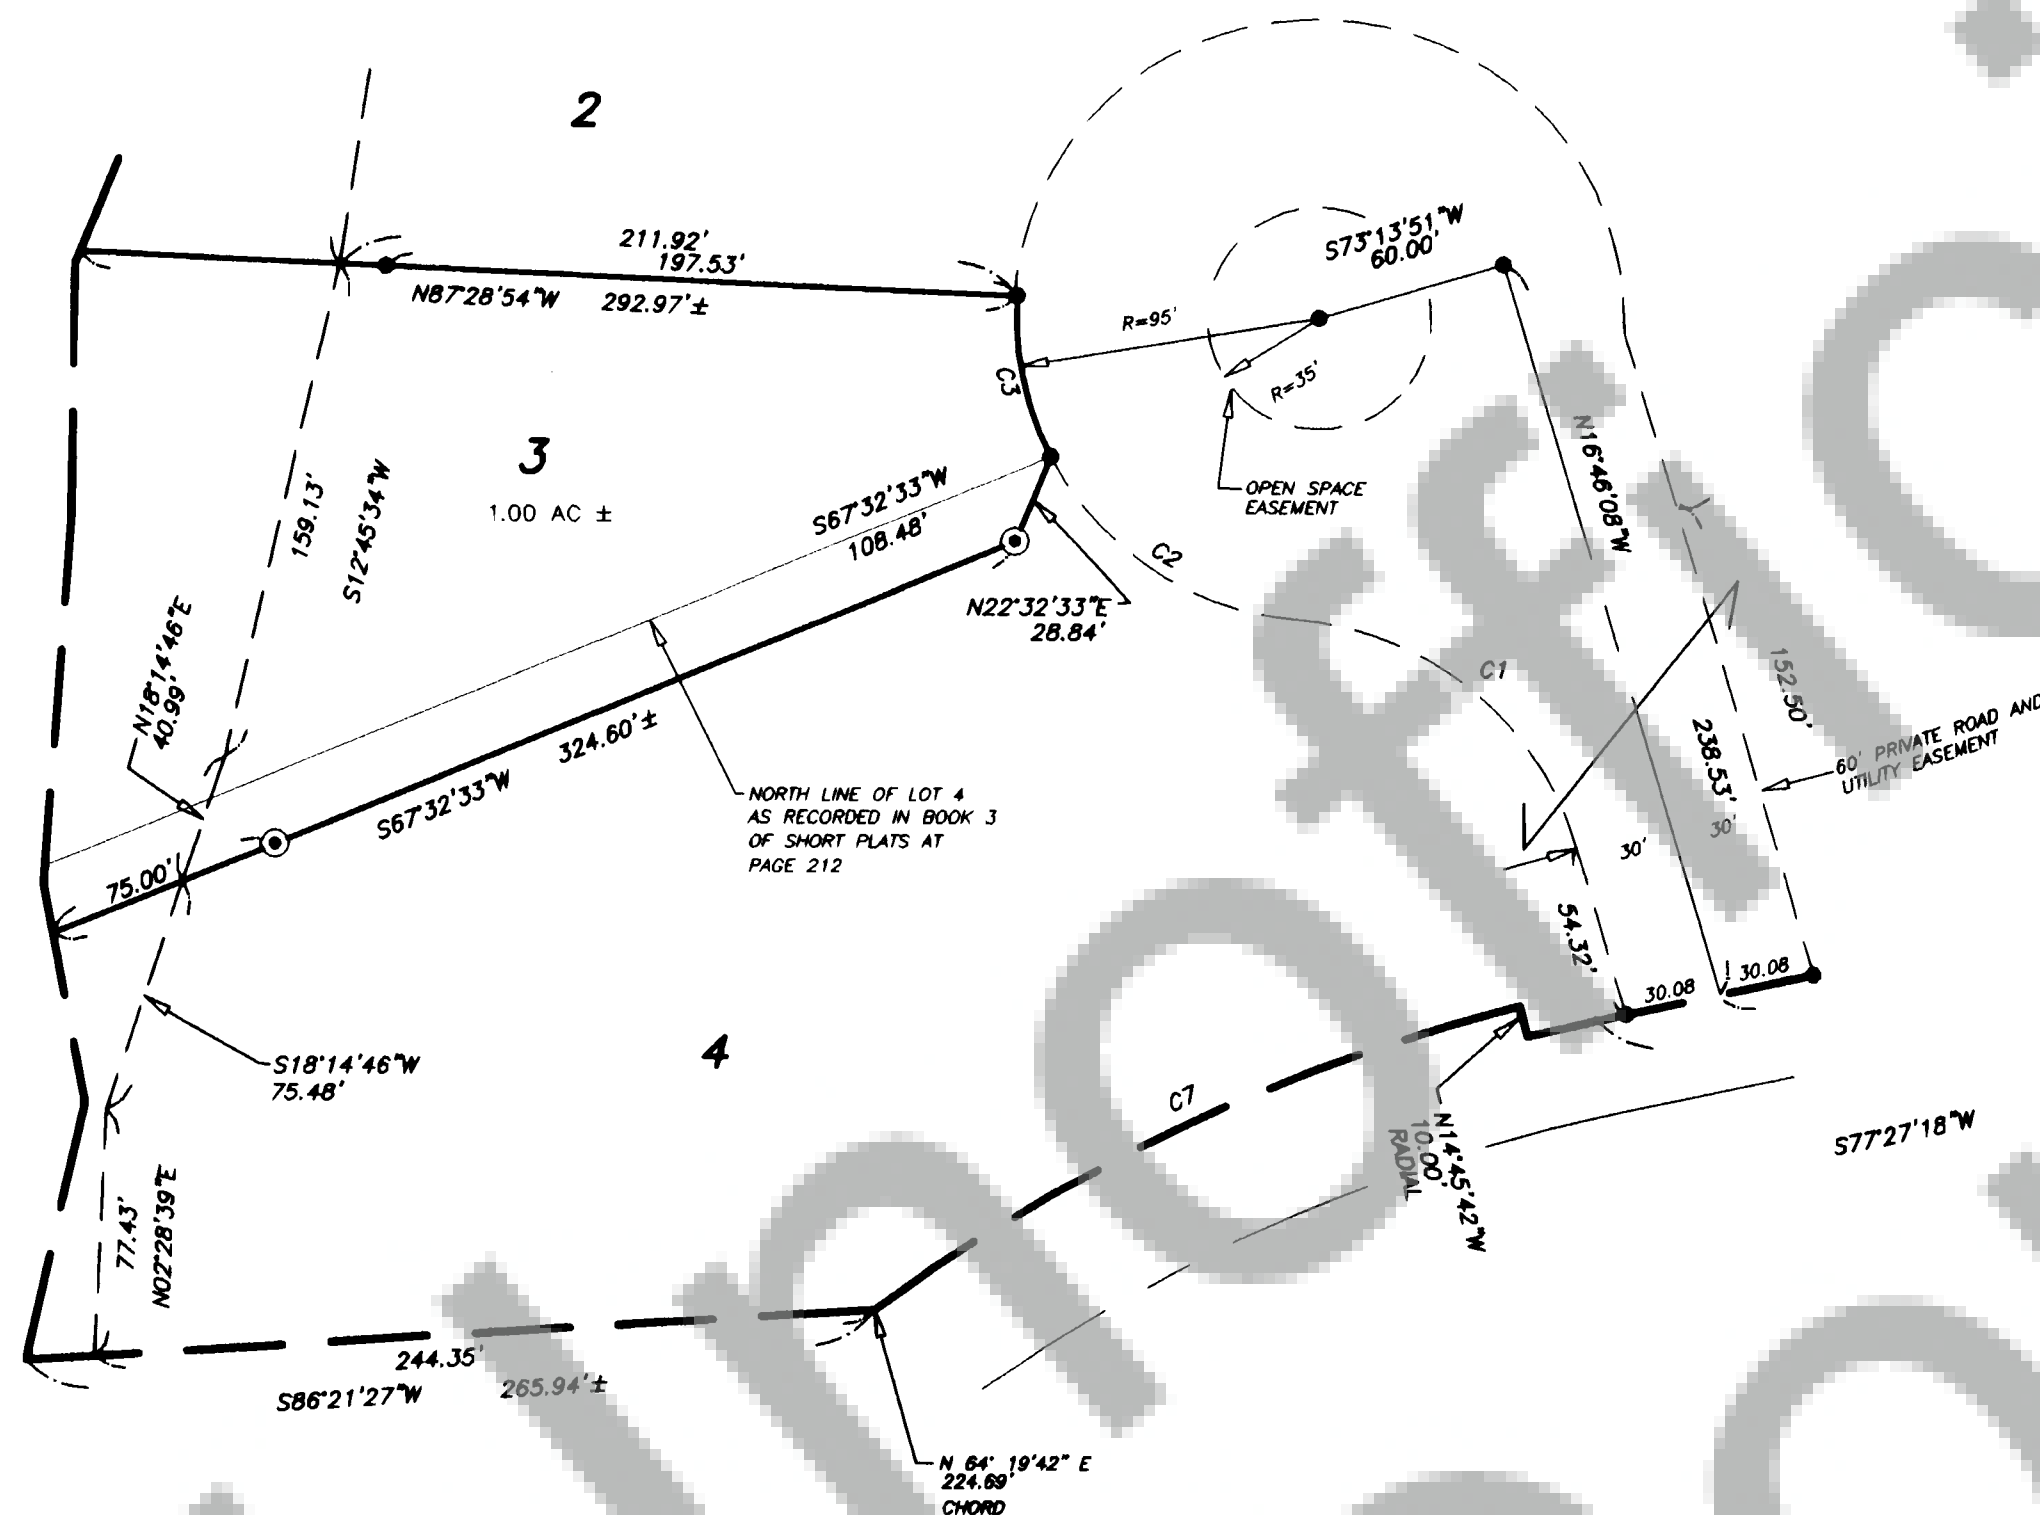 2
211.92'
197.53'
N87°28'54"W
292.97'±
S73°13'51"W
60.00'
R=95'
R=35'
C3
3
1.00 AC ±
S67°32'33"W
108.48'
OPEN SPACE
EASEMENT
N16°46'08"W
159.13'
S12°45'34"W
C2
N22°32'33"E
28.84'
N18°14'46"E
40.99'
C1
152.50'
238.53'
60' PRIVATE ROAD AND
UTILITY EASEMENT
324.60'±
S67°32'33"W
NORTH LINE OF LOT 4
AS RECORDED IN BOOK 3
OF SHORT PLATS AT
PAGE 212
30'
30'
75.00'
54.32'
30.08
30.08
S18°14'46"W
75.48'
4
C7
N14°45'42"W
10.00'
RADIAL
S77°27'18"W
77.43'
N02°28'39"E
244.35'
265.94'±
S86°21'27"W
N 64° 19'42" E
224.69'
CHORD